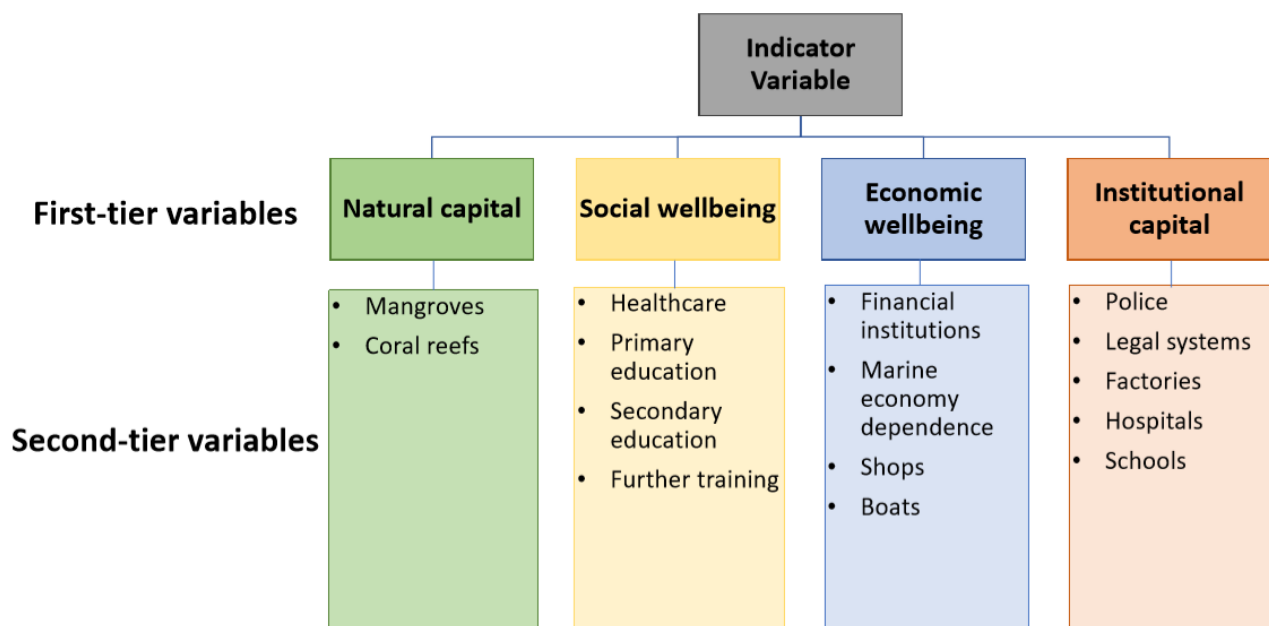 Indicator
Variable
First-tier variables
Natural capital
Social wellbeing
Economic
wellbeing
Institutional
capital
Second-tier variables
• Mangroves
• Coral reefs
• Healthcare
• Primary
education
• Secondary
education
• Further training
• Financial
institutions
• Marine
economy
dependence
• Shops
• Boats
• Police
• Legal systems
• Factories
• Hospitals
• Schools